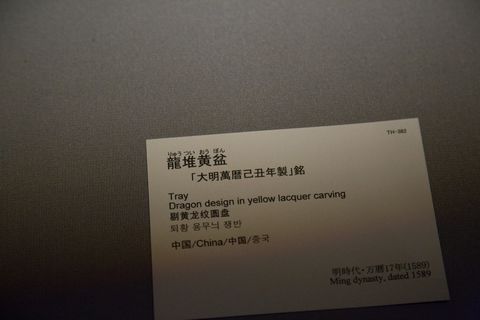 TH-382
りゅう つい おう ぼん
龍堆黄盆
「大明萬暦己丑年製」銘
Tray
Dragon design in yellow lacquer carving
剔黄龙纹圆盘
퇴황 용무늬 쟁반
中国/China/中国/중국
明時代・万暦17年(1589)
Ming dynasty, dated 1589